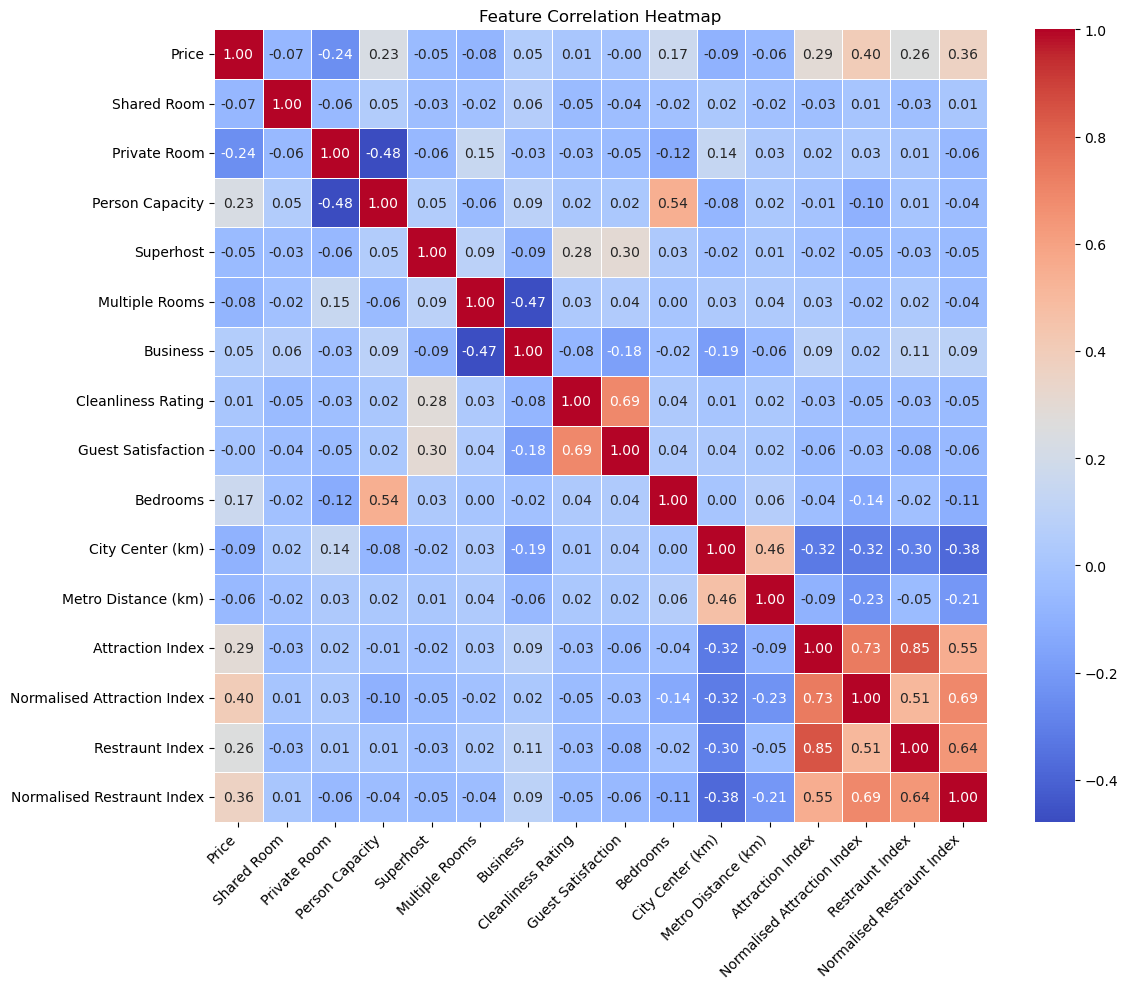 Feature Correlation Heatmap
Price 1.00 -0.07 -0.24 0.23 -0.05 -0.08 0.05 0.01 -0.00 0.17 -0.09 -0.06 0.29 0.40 0.26 0.36
Shared Room -0.07 1.00 -0.06 0.05 -0.03 -0.02 0.06 -0.05 -0.04 -0.02 0.02 -0.02 -0.03 0.01 -0.03 0.01
Private Room -0.24 -0.06 1.00 -0.48 -0.06 0.15 -0.03 -0.03 -0.05 -0.12 0.14 0.03 0.02 0.03 0.01 -0.06
Person Capacity 0.23 0.05 -0.48 1.00 0.05 -0.06 0.09 0.02 0.02 0.54 -0.08 0.02 -0.01 -0.10 0.01 -0.04
Superhost -0.05 -0.03 -0.06 0.05 1.00 0.09 -0.09 0.28 0.30 0.03 -0.02 0.01 -0.02 -0.05 -0.03 -0.05
Multiple Rooms -0.08 -0.02 0.15 -0.06 0.09 1.00 -0.47 0.03 0.04 0.00 0.03 0.04 0.03 -0.02 0.02 -0.04
Business 0.05 0.06 -0.03 0.09 -0.09 -0.47 1.00 -0.08 -0.18 -0.02 -0.19 -0.06 0.09 0.02 0.11 0.09
Cleanliness Rating 0.01 -0.05 -0.03 0.02 0.28 0.03 -0.08 1.00 0.69 0.04 0.01 0.02 -0.03 -0.05 -0.03 -0.05
Guest Satisfaction -0.00 -0.04 -0.05 0.02 0.30 0.04 -0.18 0.69 1.00 0.04 0.04 0.02 -0.06 -0.03 -0.08 -0.06
Bedrooms 0.17 -0.02 -0.12 0.54 0.03 0.00 -0.02 0.04 0.04 1.00 0.00 0.06 -0.04 -0.14 -0.02 -0.11
City Center (km) -0.09 0.02 0.14 -0.08 -0.02 0.03 -0.19 0.01 0.04 0.00 1.00 0.46 -0.32 -0.32 -0.30 -0.38
Metro Distance (km) -0.06 -0.02 0.03 0.02 0.01 0.04 -0.06 0.02 0.02 0.06 0.46 1.00 -0.09 -0.23 -0.05 -0.21
Attraction Index 0.29 -0.03 0.02 -0.01 -0.02 0.03 0.09 -0.03 -0.06 -0.04 -0.32 -0.09 1.00 0.73 0.85 0.55
Normalised Attraction Index 0.40 0.01 0.03 -0.10 -0.05 -0.02 0.02 -0.05 -0.03 -0.14 -0.32 -0.23 0.73 1.00 0.51 0.69
Restraunt Index 0.26 -0.03 0.01 0.01 -0.03 0.02 0.11 -0.03 -0.08 -0.02 -0.30 -0.05 0.85 0.51 1.00 0.64
Normalised Restraunt Index 0.36 0.01 -0.06 -0.04 -0.05 -0.04 0.09 -0.05 -0.06 -0.11 -0.38 -0.21 0.55 0.69 0.64 1.00
Price
Shared Room
Private Room
Person Capacity
Superhost
Multiple Rooms
Business
Cleanliness Rating
Guest Satisfaction
Bedrooms
City Center (km)
Metro Distance (km)
Attraction Index
Normalised Attraction Index
Restraunt Index
Normalised Restraunt Index
1.0
0.8
0.6
0.4
0.2
0.0
−0.2
−0.4